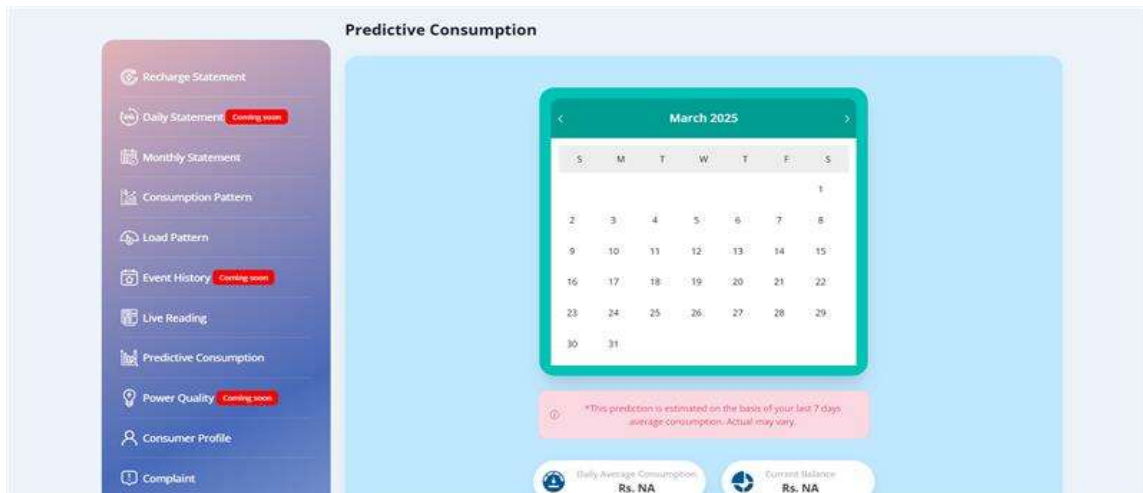 Predictive Consumption
Recharge Statement
Daily Statement Coming soon
Monthly Statement
Consumption Pattern
Load Pattern
Event History Coming soon
Live Reading
Predictive Consumption
Power Quality Coming soon
Consumer Profile
Complaint
‹ March 2025 ›
S M T W T F S
1
2 3 4 5 6 7 8
9 10 11 12 13 14 15
16 17 18 19 20 21 22
23 24 25 26 27 28 29
30 31
*This prediction is estimated on the basis of your last 7 days
average consumption. Actual may vary.
Daily Average Consumption
Rs. NA
Current Balance
Rs. NA